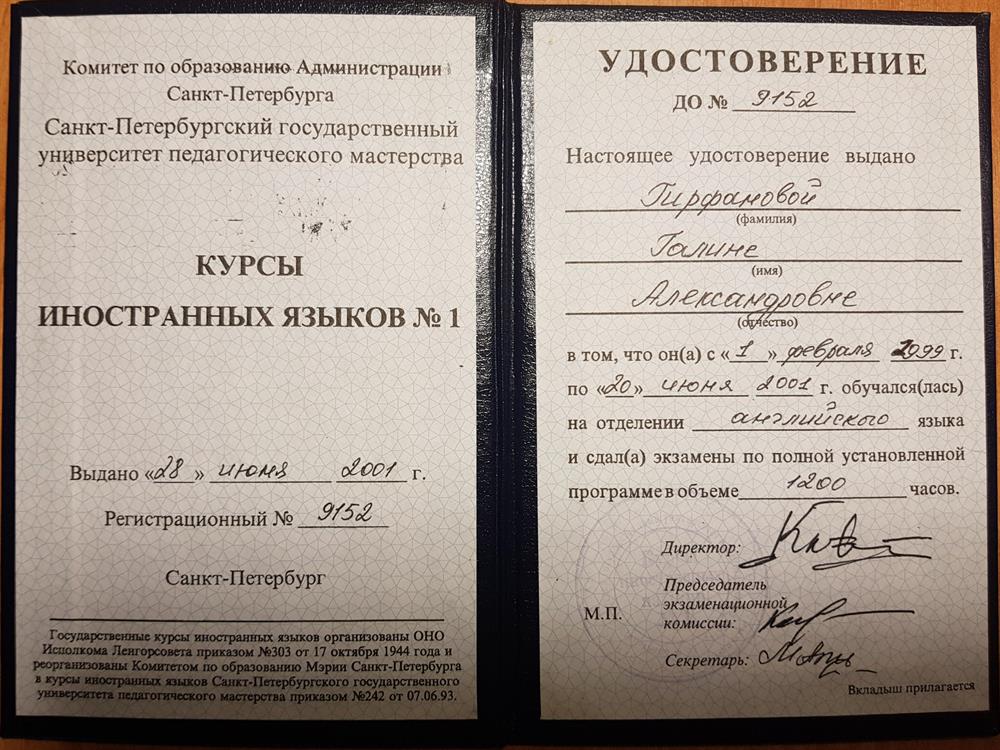 Комитет по образованию Администрации
Санкт-Петербурга
Санкт-Петербургский государственный
университет педагогического мастерства
КУРСЫ
ИНОСТРАННЫХ ЯЗЫКОВ № 1
Выдано «28 » июня 2001 г.
Регистрационный № 9152
Санкт-Петербург
Государственные курсы иностранных языков организованы ОНО
Исполкома Ленгорсовета приказом №303 от 17 октября 1944 года и
реорганизованы Комитетом по образованию Мэрии Санкт-Петербурга
в курсы иностранных языков Санкт-Петербургского государственного
университета педагогического мастерства приказом №242 от 07.06.93.
УДОСТОВЕРЕНИЕ
ДО № 9152
Настоящее удостоверение выдано
Гирфановой
(фамилия)
Галине
(имя)
Александровне
(отчество)
в том, что он(а) с «1 » февраля 1999 г.
по «20» июня 2001 г. обучался(лась)
на отделении английского языка
и сдал(а) экзамены по полной установленной
программе в объеме 1200 часов.
Директор:
Председатель
экзаменационной
комиссии:
М.П.
Секретарь:
Вкладыш прилагается